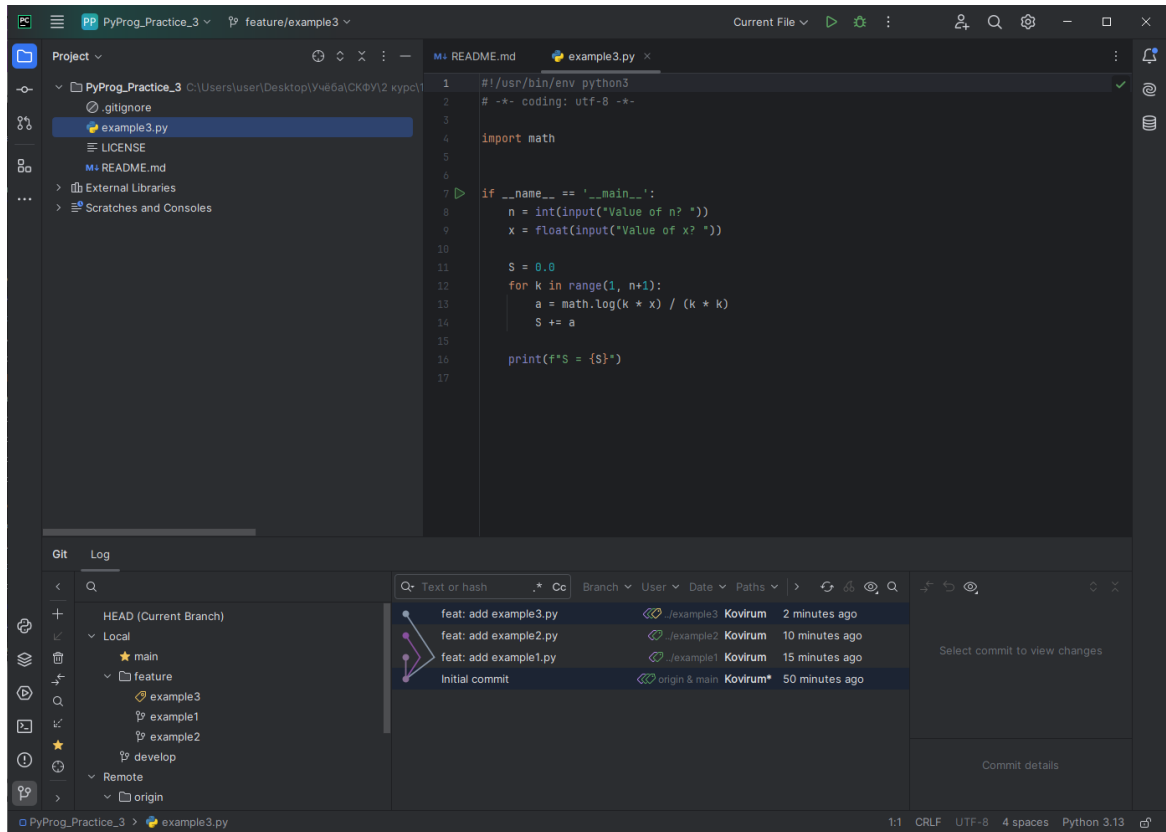 PC PP PyProg_Practice_3 feature/example3 Current File
Project
PyProg_Practice_3 C:\Users\user\Desktop\Учёба\СКФУ\2 курс\
.gitignore
example3.py
LICENSE
M↓ README.md
External Libraries
Scratches and Consoles
M↓ README.md example3.py
1 #!/usr/bin/env python3
2 # -*- coding: utf-8 -*-
3
4 import math
5
6
7 if __name__ == '__main__':
8 n = int(input("Value of n? "))
9 x = float(input("Value of x? "))
10
11 S = 0.0
12 for k in range(1, n+1):
13 a = math.log(k * x) / (k * k)
14 S += a
15
16 print(f"S = {S}")
17
Git Log
HEAD (Current Branch)
Local
main
feature
example3
example1
example2
develop
Remote
origin
Text or hash .* Cc Branch User Date Paths
feat: add example3.py ../example3 Kovirum 2 minutes ago
feat: add example2.py ../example2 Kovirum 10 minutes ago
feat: add example1.py ../example1 Kovirum 15 minutes ago
Initial commit origin & main Kovirum* 50 minutes ago
Select commit to view changes
Commit details
PyProg_Practice_3 > example3.py 1:1 CRLF UTF-8 4 spaces Python 3.13